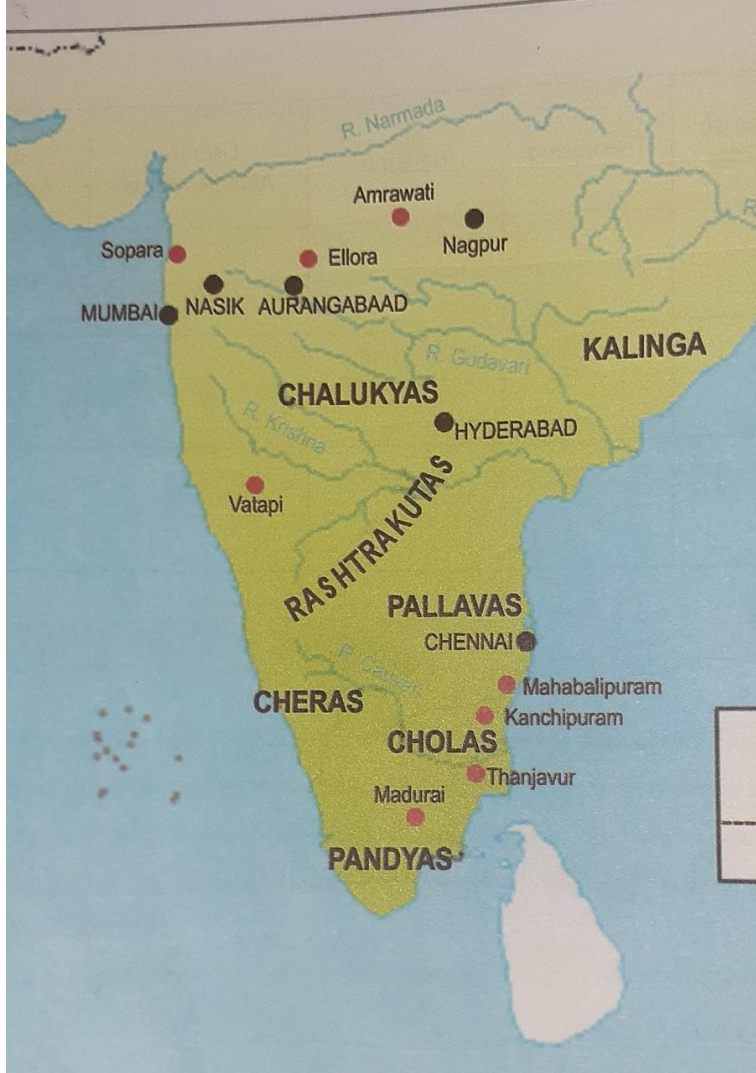 R. Narmada
Amrawati
Nagpur
Sopara
Ellora
MUMBAI
NASIK
AURANGABAAD
KALINGA
R. Godavari
CHALUKYAS
R. Krishna
HYDERABAD
Vatapi
RASHTRAKUTAS
PALLAVAS
CHENNAI
R. Cauvery
Mahabalipuram
CHERAS
Kanchipuram
CHOLAS
Thanjavur
Madurai
PANDYAS